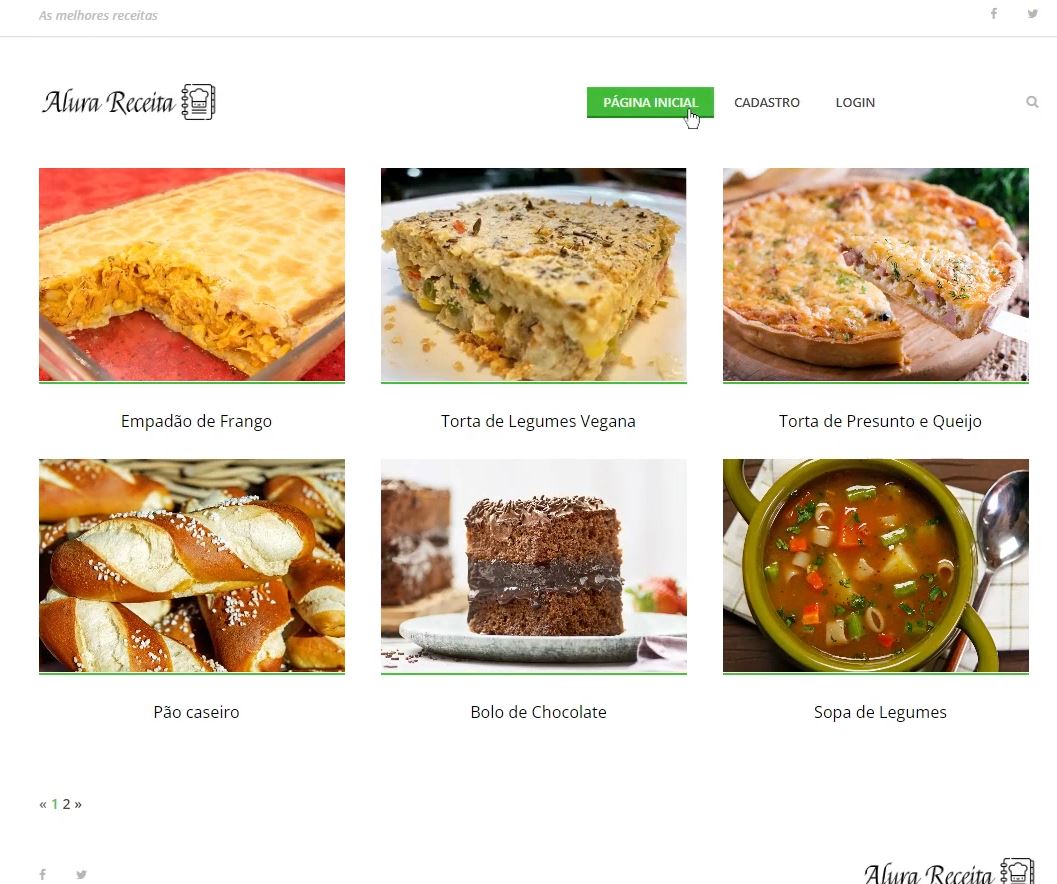 As melhores receitas
Alura Receita
PÁGINA INICIAL CADASTRO LOGIN
Empadão de Frango Torta de Legumes Vegana Torta de Presunto e Queijo
Pão caseiro Bolo de Chocolate Sopa de Legumes
« 1 2 »
Alura Receita